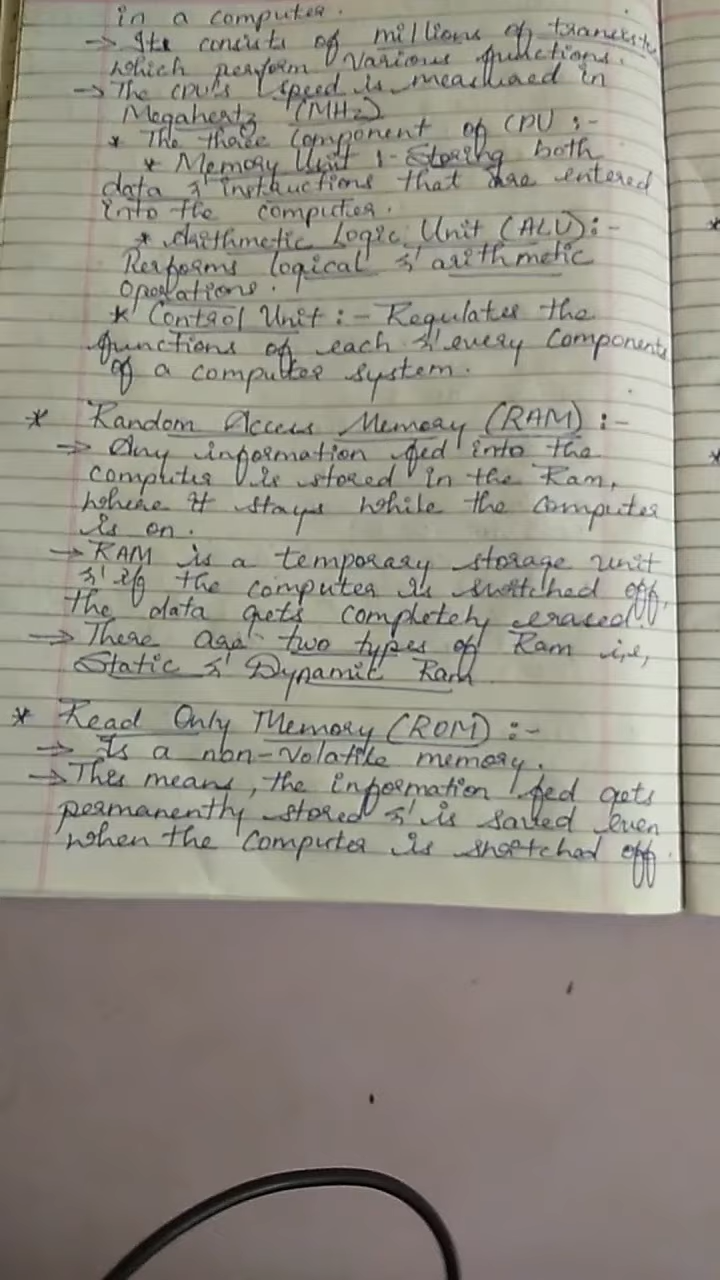 in a computer.
→ Its consists of millions of transist
which perform various functions.
→ The CPU's speed is measured in
Megahertz (MHz)
* The three Component of CPU :-
* Memory Unit :- Storing both
data & instructions that are entered
into the computer.
* Arithmetic Logic Unit (ALU) :-
Performs logical & arithmetic
Operations.
* Control Unit :- Regulates the
functions of each & every Components
of a computer system.
* Random Access Memory (RAM) :-
→ Any information fed into the
computer is stored in the Ram,
where it stays while the computer
is on.
→ RAM is a temporary storage unit
& if the computer is switched off,
the data gets completely erased.
→ There are two types of Ram i,e,
Static & Dynamic Ram
* Read Only Memory (ROM) :-
→ Is a non-volatile memory.
→ This means, the information fed gets
permanently stored & is saved even
when the Computer is switched off.